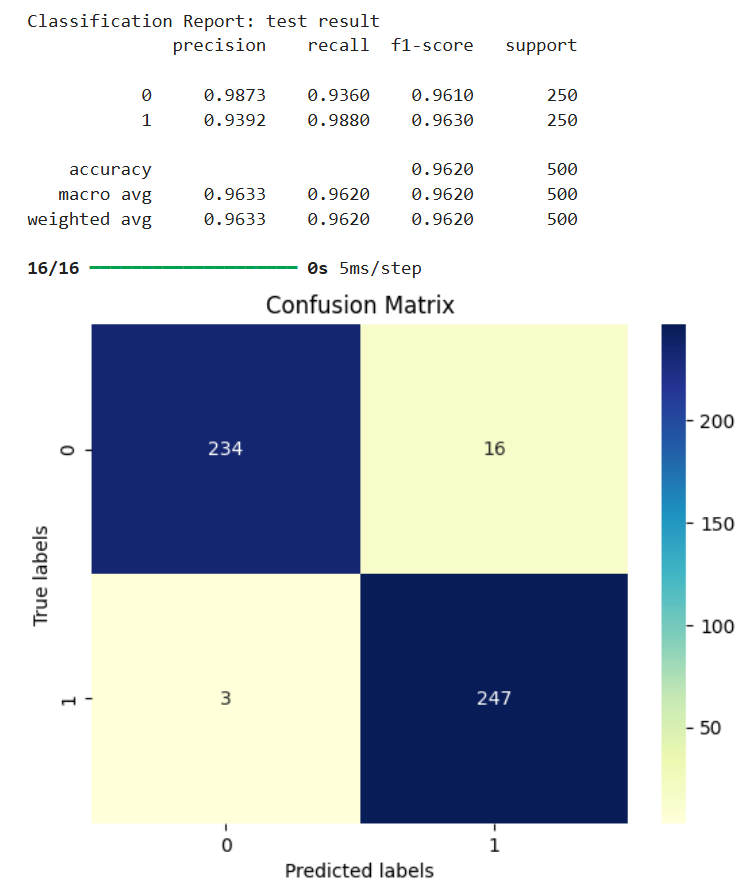 Classification Report: test result
precision recall f1-score support
0 0.9873 0.9360 0.9610 250
1 0.9392 0.9880 0.9630 250
accuracy 0.9620 500
macro avg 0.9633 0.9620 0.9620 500
weighted avg 0.9633 0.9620 0.9620 500
16/16 0s 5ms/step
Confusion Matrix
234 16
3 247
0
1
True labels
0 1
Predicted labels
200
150
100
50